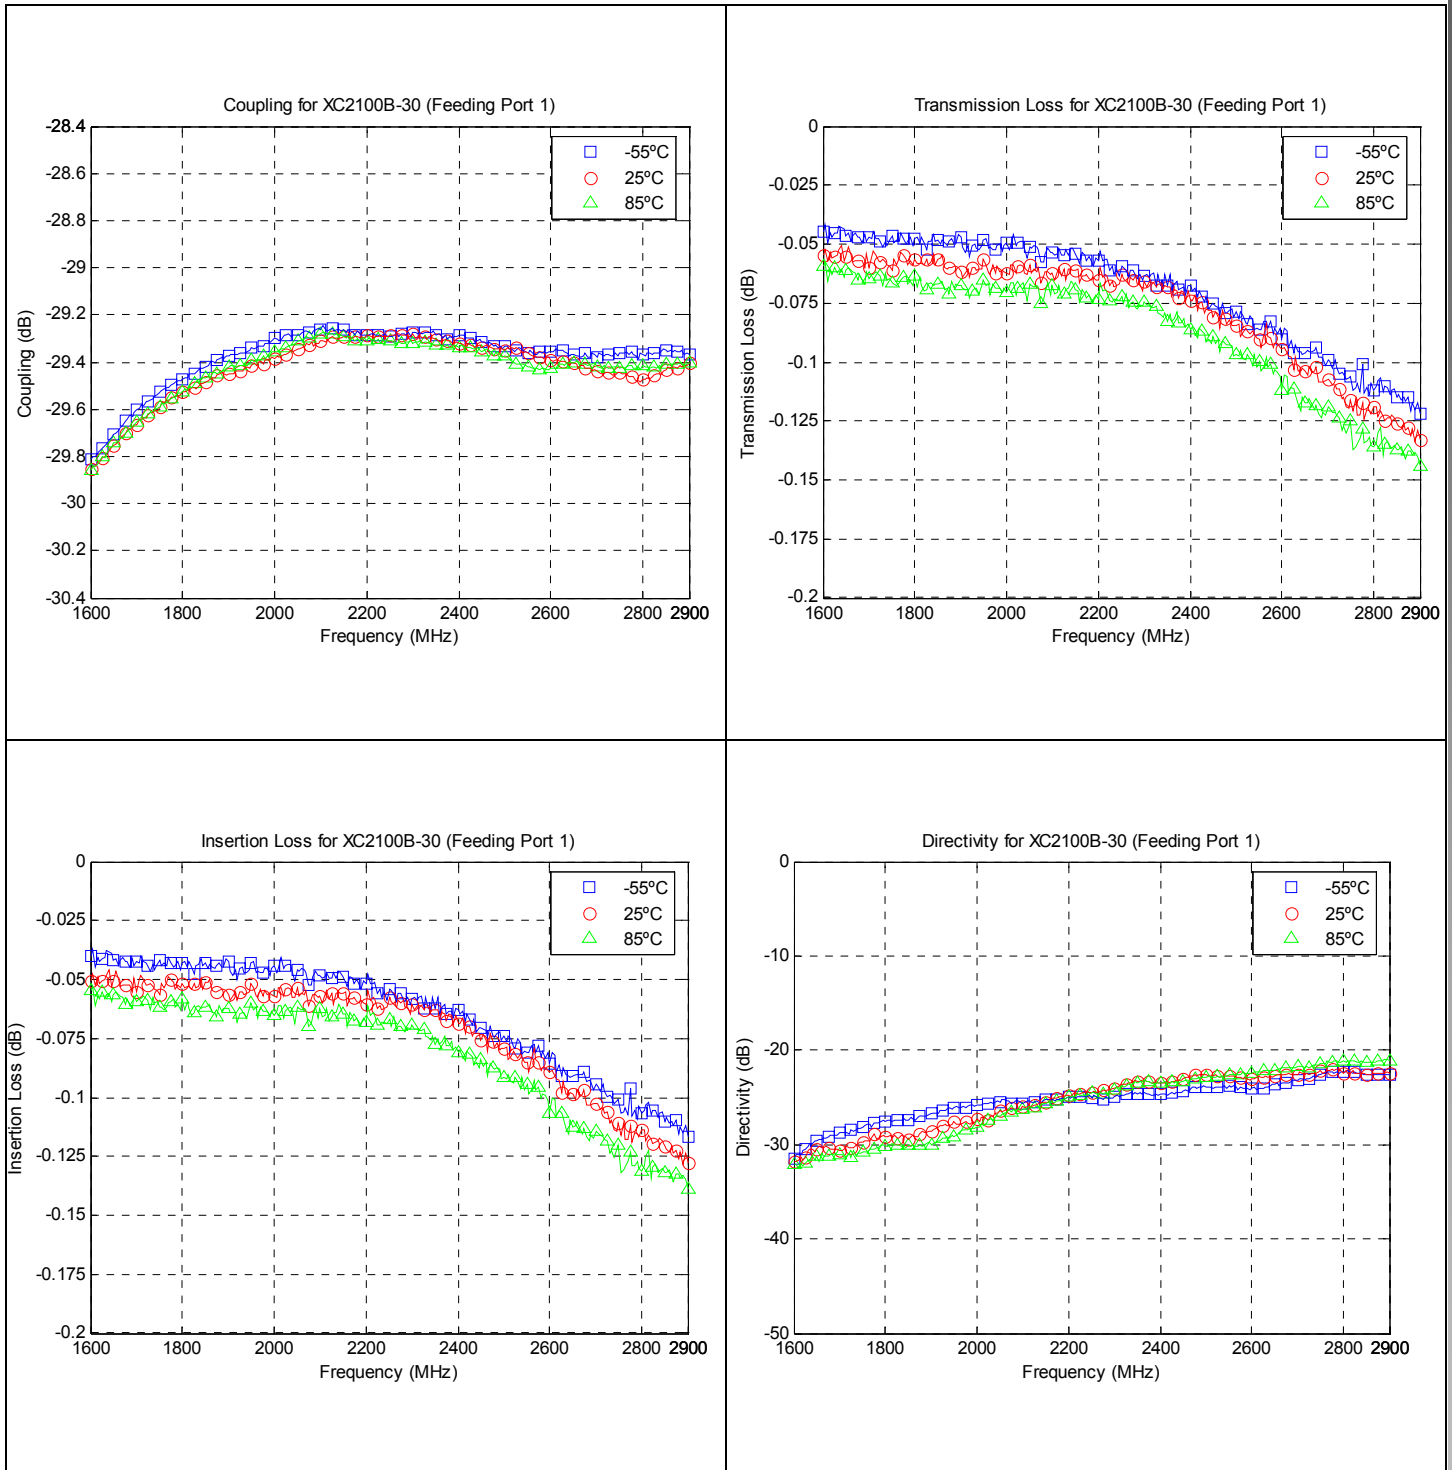 Coupling for XC2100B-30 (Feeding Port 1)
-28.4
-28.6
-28.8
-29
-29.2
-29.4
-29.6
-29.8
-30
-30.2
-30.4
Coupling (dB)
-55ºC
25ºC
85ºC
1600 1800 2000 2200 2400 2600 2800 2900
Frequency (MHz)
Transmission Loss for XC2100B-30 (Feeding Port 1)
0
-0.025
-0.05
-0.075
-0.1
-0.125
-0.15
-0.175
-0.2
Transmission Loss (dB)
-55ºC
25ºC
85ºC
1600 1800 2000 2200 2400 2600 2800 2900
Frequency (MHz)
Insertion Loss for XC2100B-30 (Feeding Port 1)
0
-0.025
-0.05
-0.075
-0.1
-0.125
-0.15
-0.175
-0.2
Insertion Loss (dB)
-55ºC
25ºC
85ºC
1600 1800 2000 2200 2400 2600 2800 2900
Frequency (MHz)
Directivity for XC2100B-30 (Feeding Port 1)
0
-10
-20
-30
-40
-50
Directivity (dB)
-55ºC
25ºC
85ºC
1600 1800 2000 2200 2400 2600 2800 2900
Frequency (MHz)